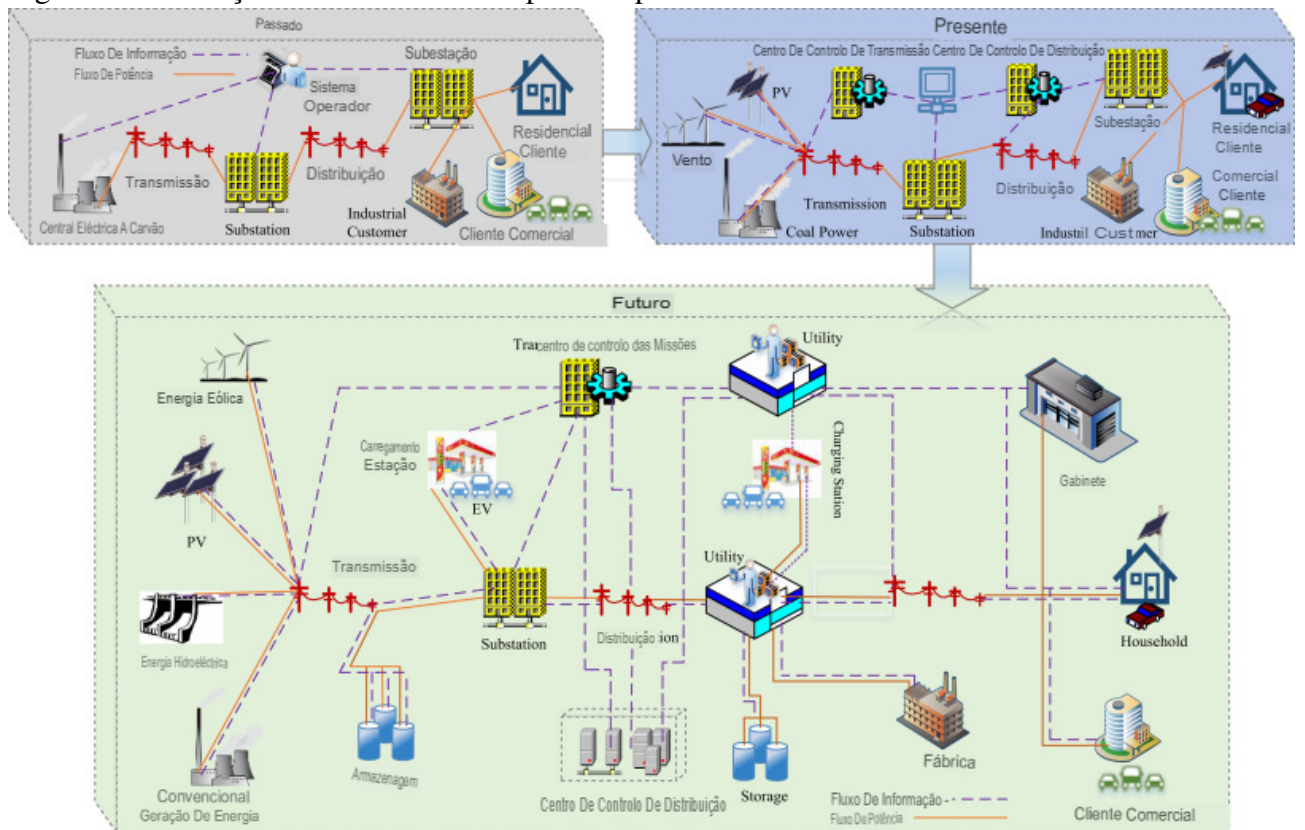 Passado
Fluxo De Informação
Fluxo De Potência
Sistema
Operador
Subestação
Residencial
Cliente
Transmissão
Distribuição
Central Eléctrica A Carvão
Substation
Industrial
Customer
Cliente Comercial
Presente
Centro De Controlo De Transmissão Centro De Controlo De Distribuição
PV
Vento
Subestação
Residencial
Cliente
Comercial
Cliente
Distribuição
Transmission
Coal Power
Substation
Industril Custmer
Futuro
Energia Eólica
Tracentro de controlo das Missões
Utility
Carregamento
Estação
EV
Charging Station
Gabinete
PV
Transmissão
Utility
Substation
Distribuição ion
Household
Energia Hidroeléctrica
Armazenagem
Convencional
Geração De Energia
Centro De Controlo De Distribuição
Storage
Fábrica
Fluxo De Informação
Fluxo De Potência
Cliente Comercial